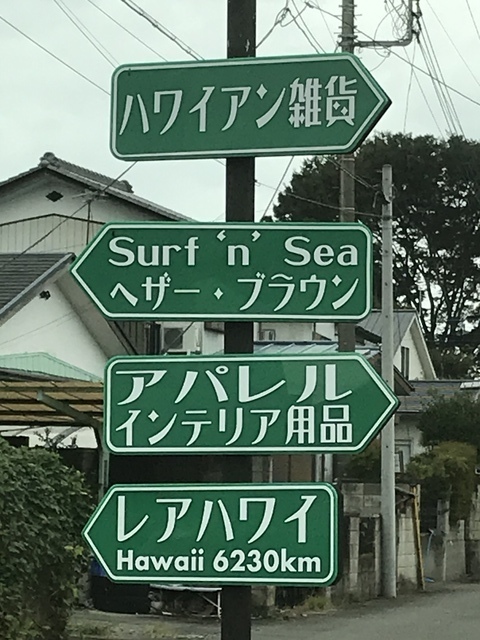 ハワイアン雑貨
Surf 'n' Sea
ヘザー・ブラウン
アパレル
インテリア用品
レアハワイ
Hawaii 6230km